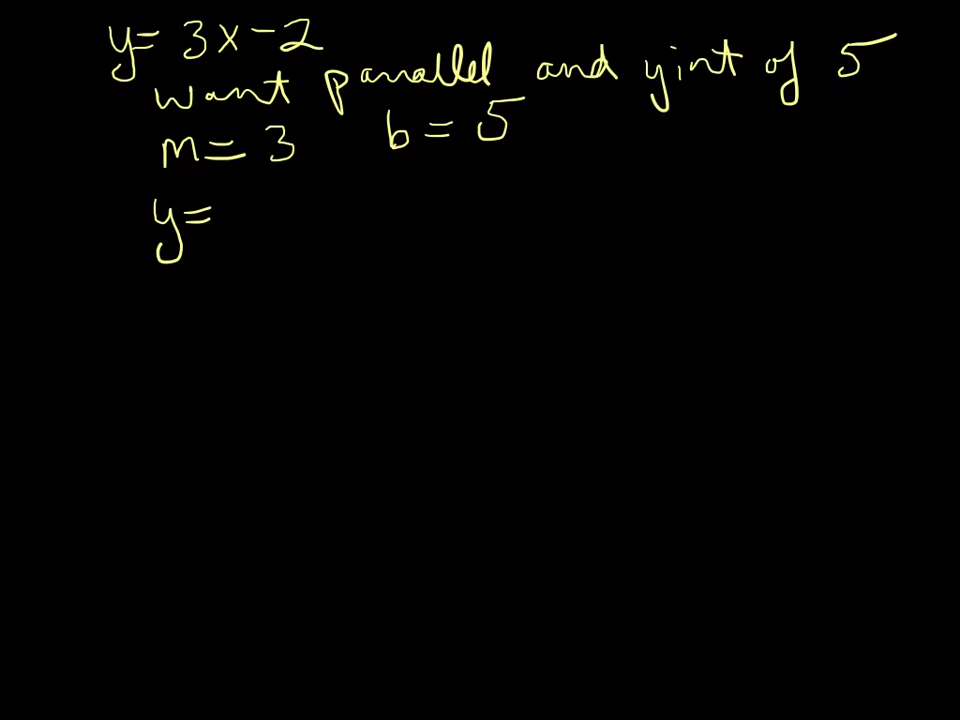 y= 3x-2
want parallel and yint of 5
m= 3 b= 5
y=